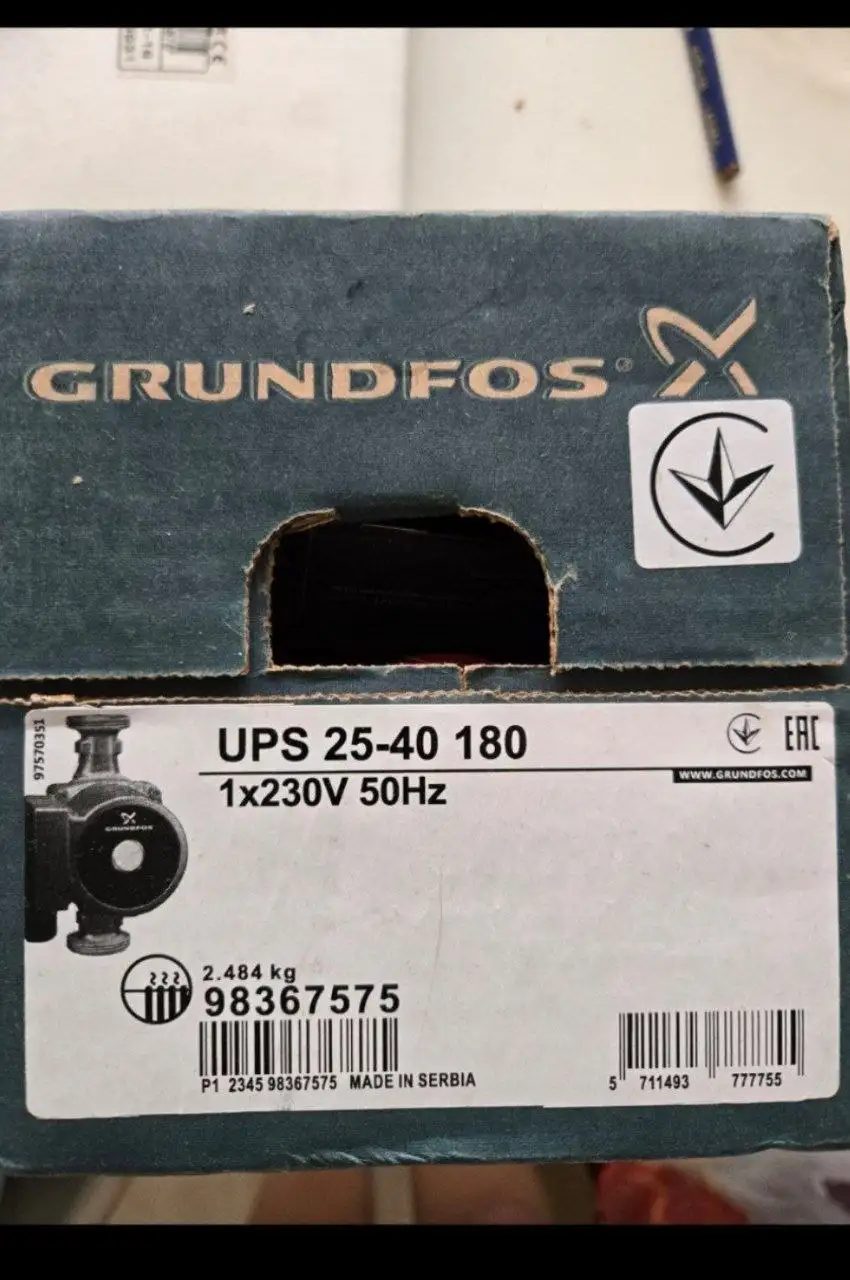 GRUNDFOS
97570351
UPS 25-40 180
EAC
WWW.GRUNDFOS.COM
1x230V 50Hz
GRUNDFOS
2.484 kg
98367575
P1 2345 98367575 MADE IN SERBIA
5 711493 777755